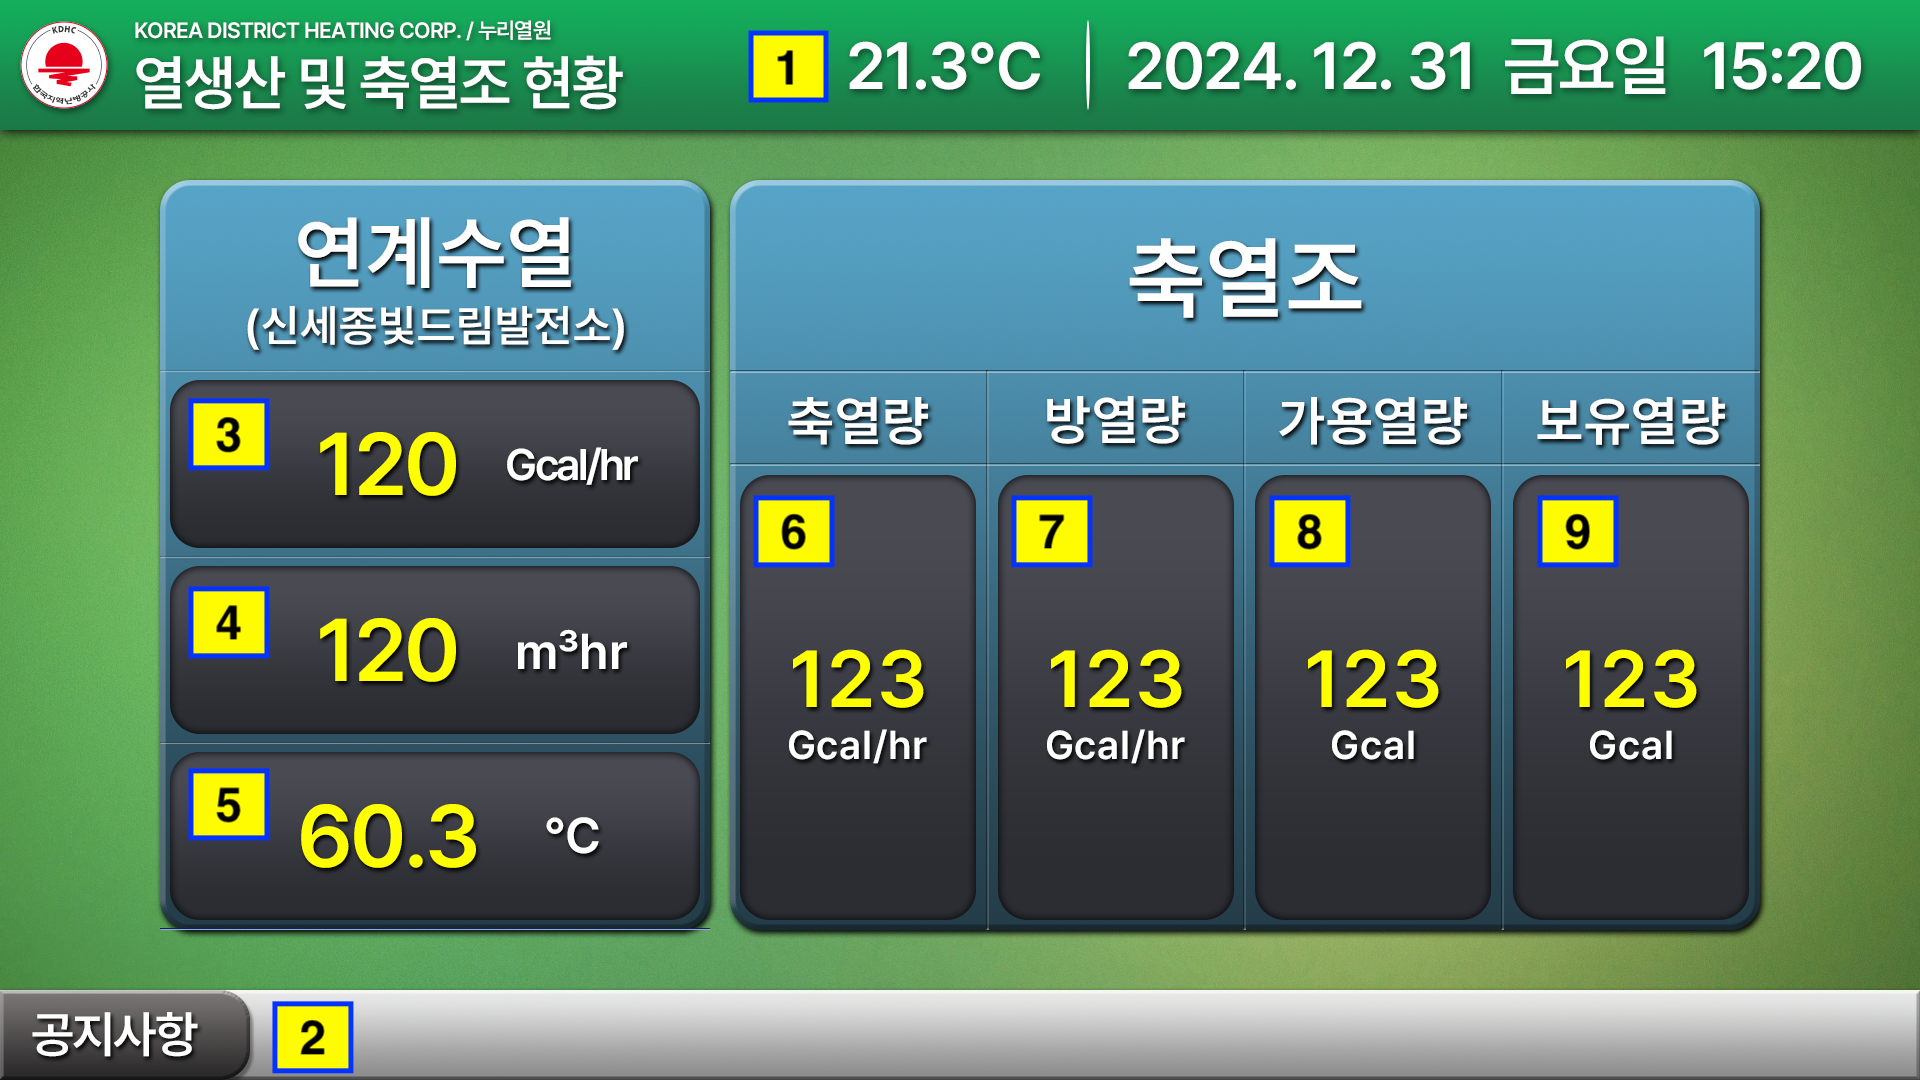 KDHC
한국지역난방공사
KOREA DISTRICT HEATING CORP. / 누리열원
열생산 및 축열조 현황
1 21.3°C 2024. 12. 31 금요일 15:20
연계수열
(신세종빛드림발전소)
3 120 Gcal/hr
4 120 m³hr
5 60.3 °C
축열조
축열량 방열량 가용열량 보유열량
6 7 8 9
123 123 123 123
Gcal/hr Gcal/hr Gcal Gcal
공지사항 2